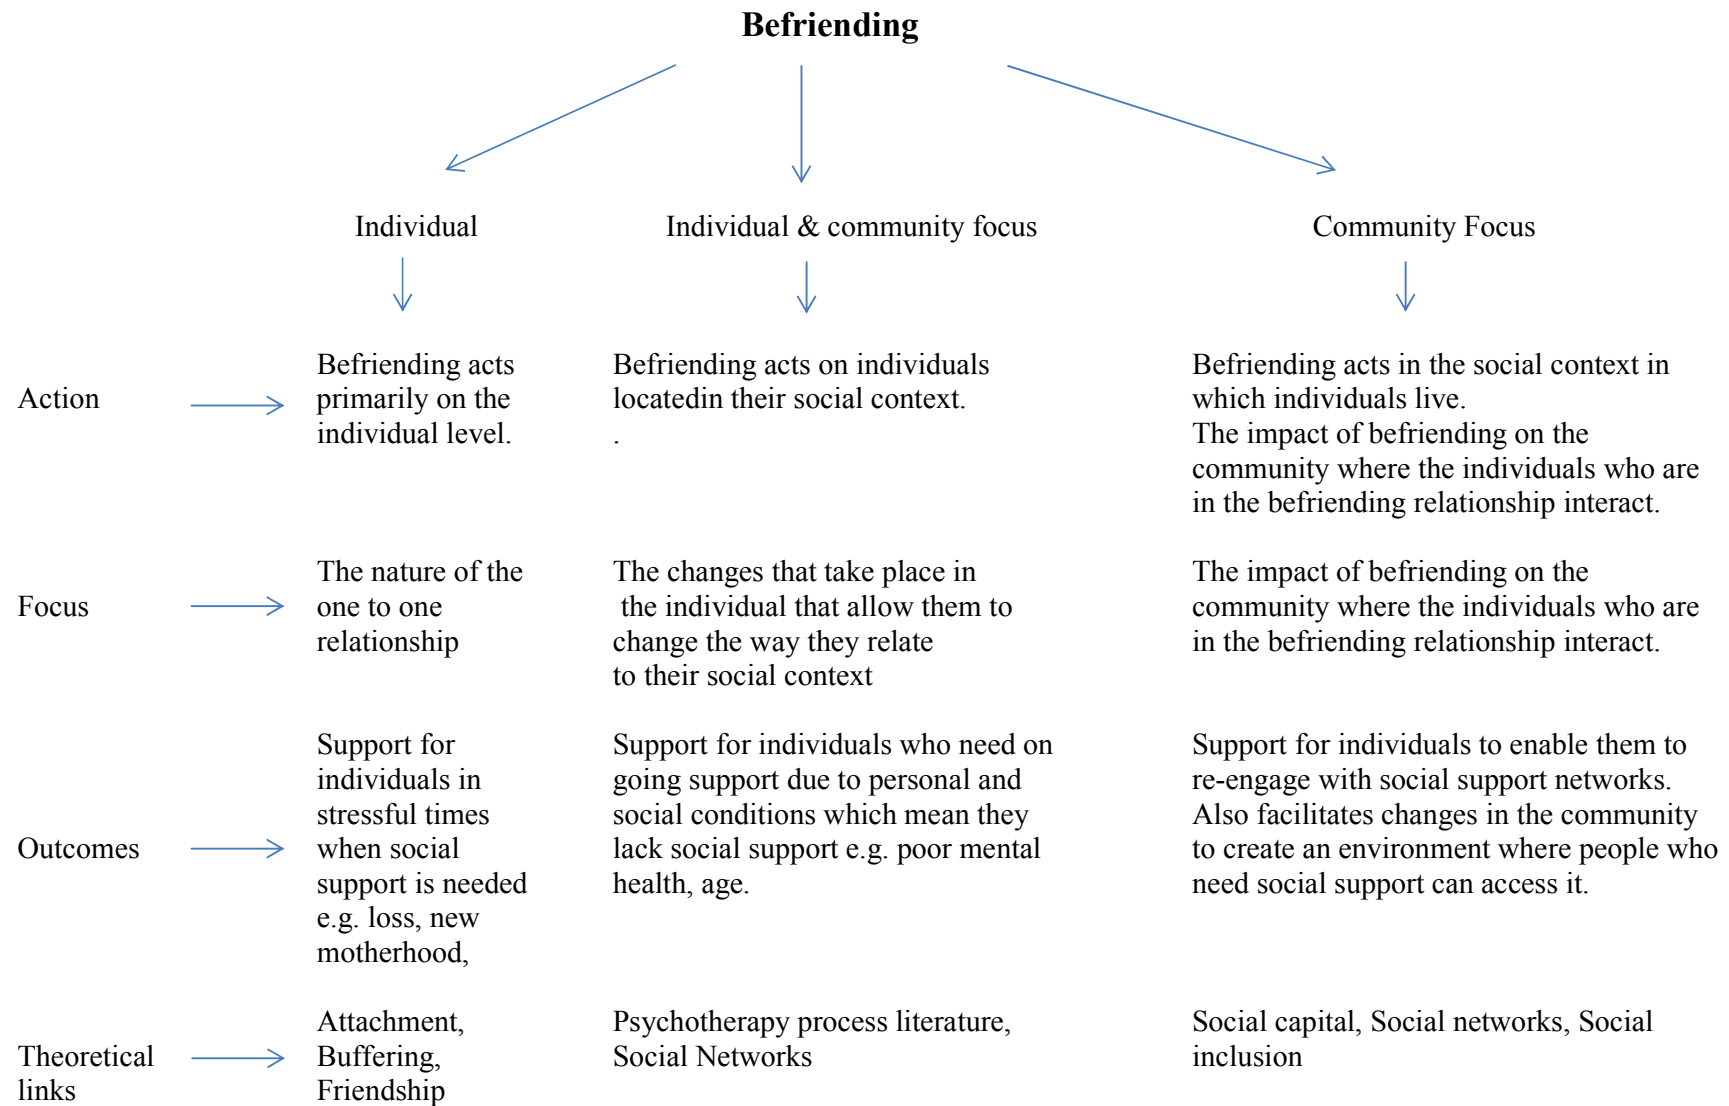 Befriending
Individual
Individual & community focus
Community Focus
Action
Befriending acts
primarily on the
individual level.
Befriending acts on individuals
locatedin their social context.
.
Befriending acts in the social context in
which individuals live.
The impact of befriending on the
community where the individuals who are
in the befriending relationship interact.
Focus
The nature of the
one to one
relationship
The changes that take place in
the individual that allow them to
change the way they relate
to their social context
The impact of befriending on the
community where the individuals who are
in the befriending relationship interact.
Outcomes
Support for
individuals in
stressful times
when social
support is needed
e.g. loss, new
motherhood,
Support for individuals who need on
going support due to personal and
social conditions which mean they
lack social support e.g. poor mental
health, age.
Support for individuals to enable them to
re-engage with social support networks.
Also facilitates changes in the community
to create an environment where people who
need social support can access it.
Theoretical
links
Attachment,
Buffering,
Friendship
Psychotherapy process literature,
Social Networks
Social capital, Social networks, Social
inclusion